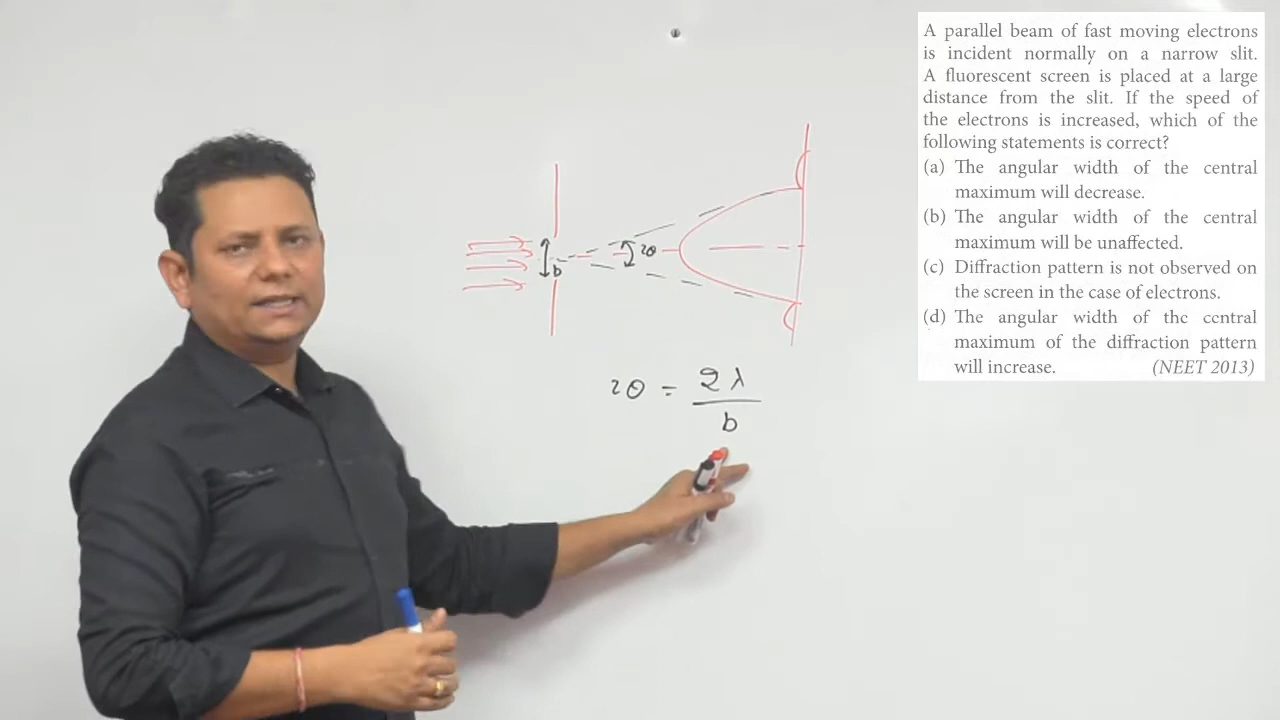 A parallel beam of fast moving electrons
is incident normally on a narrow slit.
A fluorescent screen is placed at a large
distance from the slit. If the speed of
the electrons is increased, which of the
following statements is correct?
(a) The angular width of the central
maximum will decrease.
(b) The angular width of the central
maximum will be unaffected.
(c) Diffraction pattern is not observed on
the screen in the case of electrons.
(d) The angular width of the central
maximum of the diffraction pattern
will increase. (NEET 2013)
b
2θ
2θ = 2λ
b